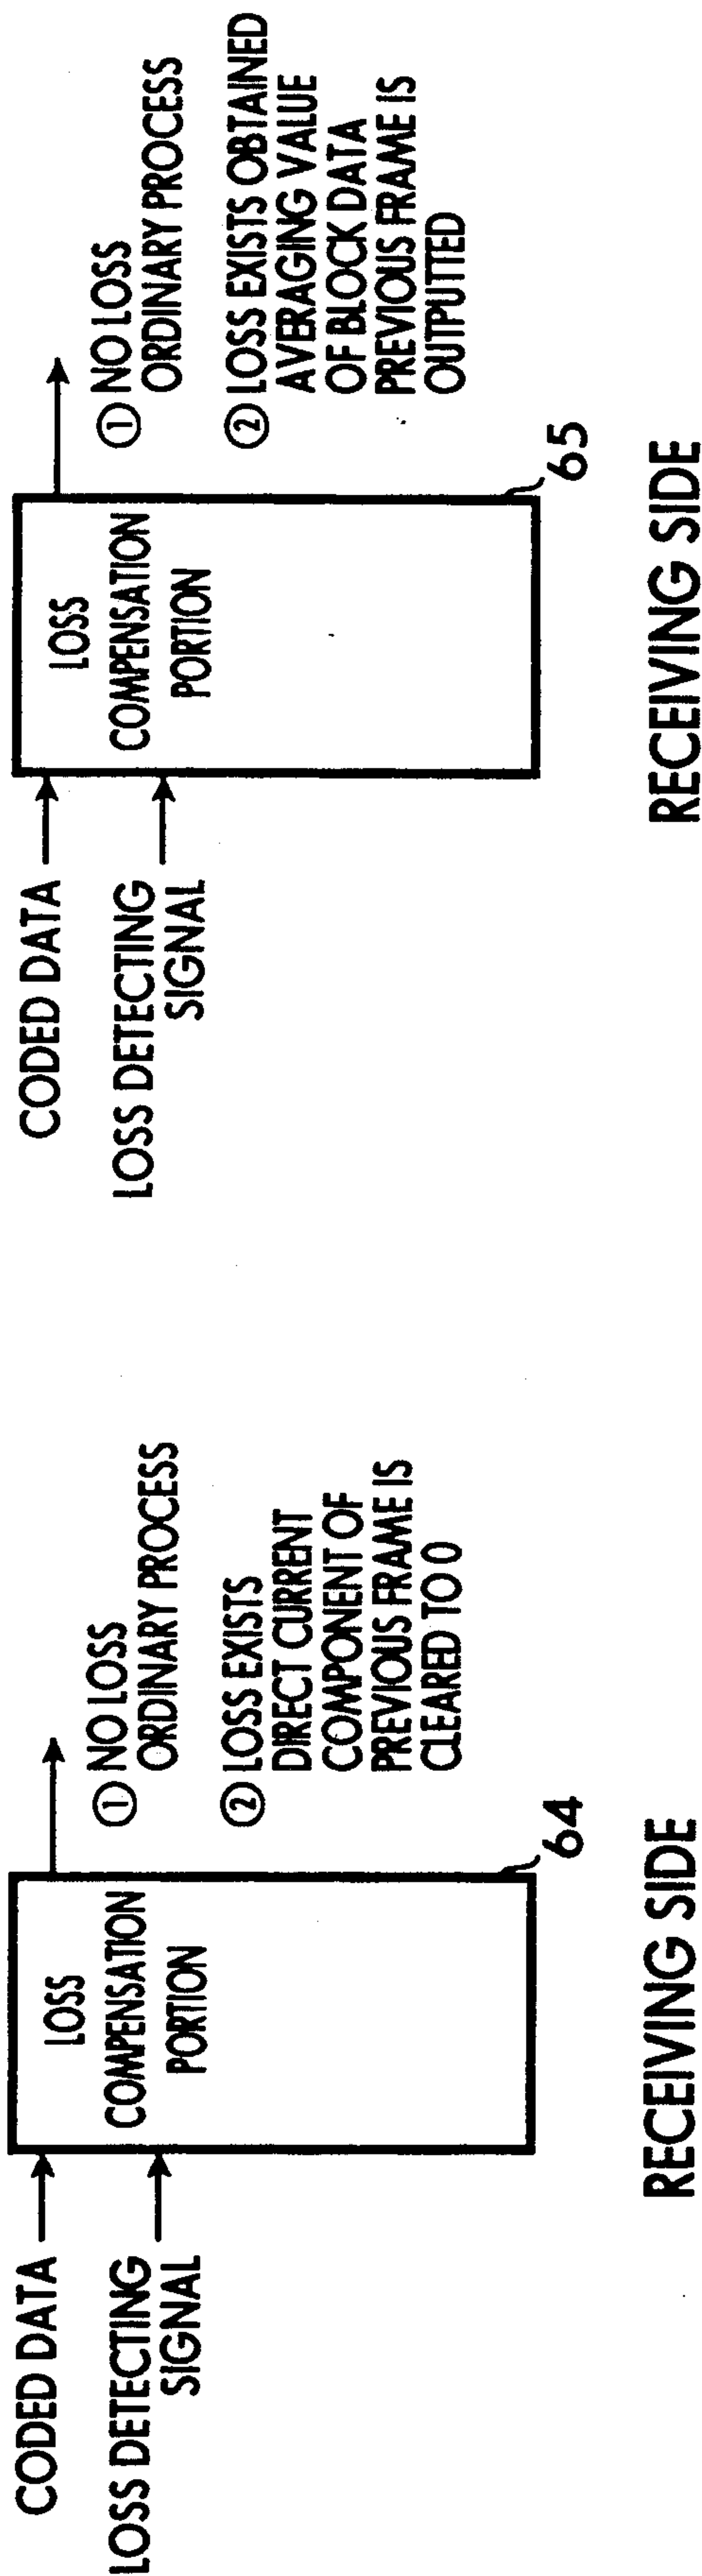 CODED DATA
LOSS DETECTING
SIGNAL
LOSS
COMPENSATION
PORTION
64
① NO LOSS
ORDINARY PROCESS
② LOSS EXISTS
DIRECT CURRENT
COMPONENT OF
PREVIOUS FRAME IS
CLEARED TO 0
RECEIVING SIDE
CODED DATA
LOSS DETECTING
SIGNAL
LOSS
COMPENSATION
PORTION
65
① NO LOSS
ORDINARY PROCESS
② LOSS EXISTS OBTAINED
AVERAGING VALUE
OF BLOCK DATA
PREVIOUS FRAME IS
OUTPUTTED
RECEIVING SIDE